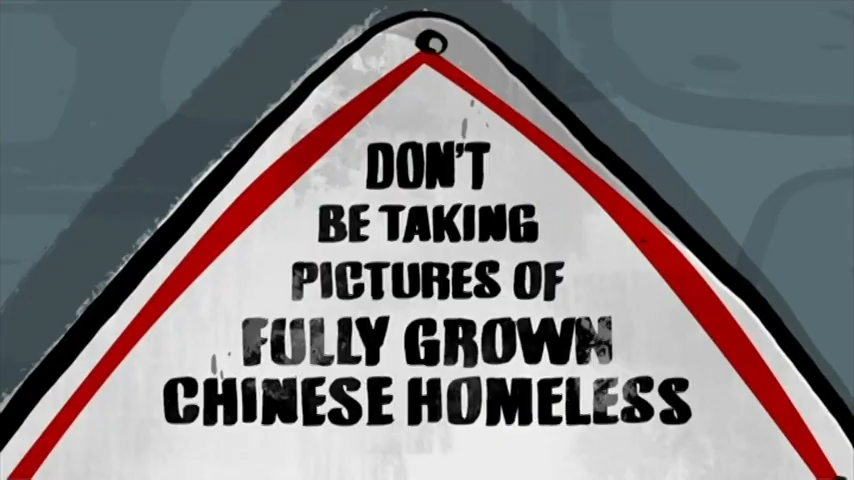 DON'T
BE TAKING
PICTURES OF
FULLY GROWN
CHINESE HOMELESS